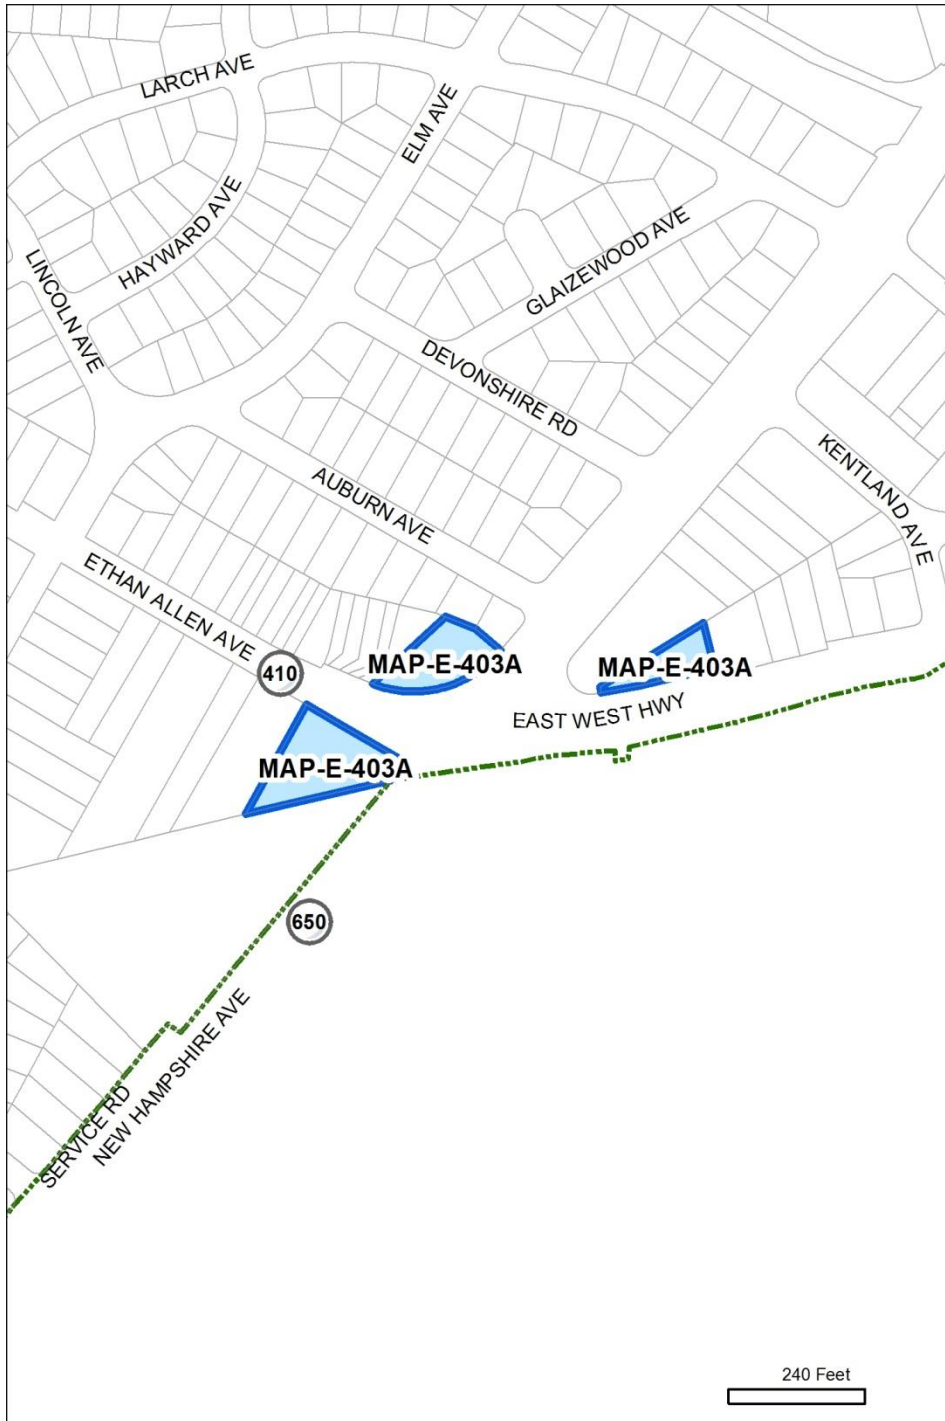 LARCH AVE
ELM AVE
HAYWARD AVE
LINCOLN AVE
GLAIZEWOOD AVE
DEVONSHIRE RD
KENTLAND AVE
AUBURN AVE
ETHAN ALLEN AVE
410
MAP-E-403A
MAP-E-403A
EAST WEST HWY
MAP-E-403A
650
SERVICE RD
NEW HAMPSHIRE AVE
240 Feet